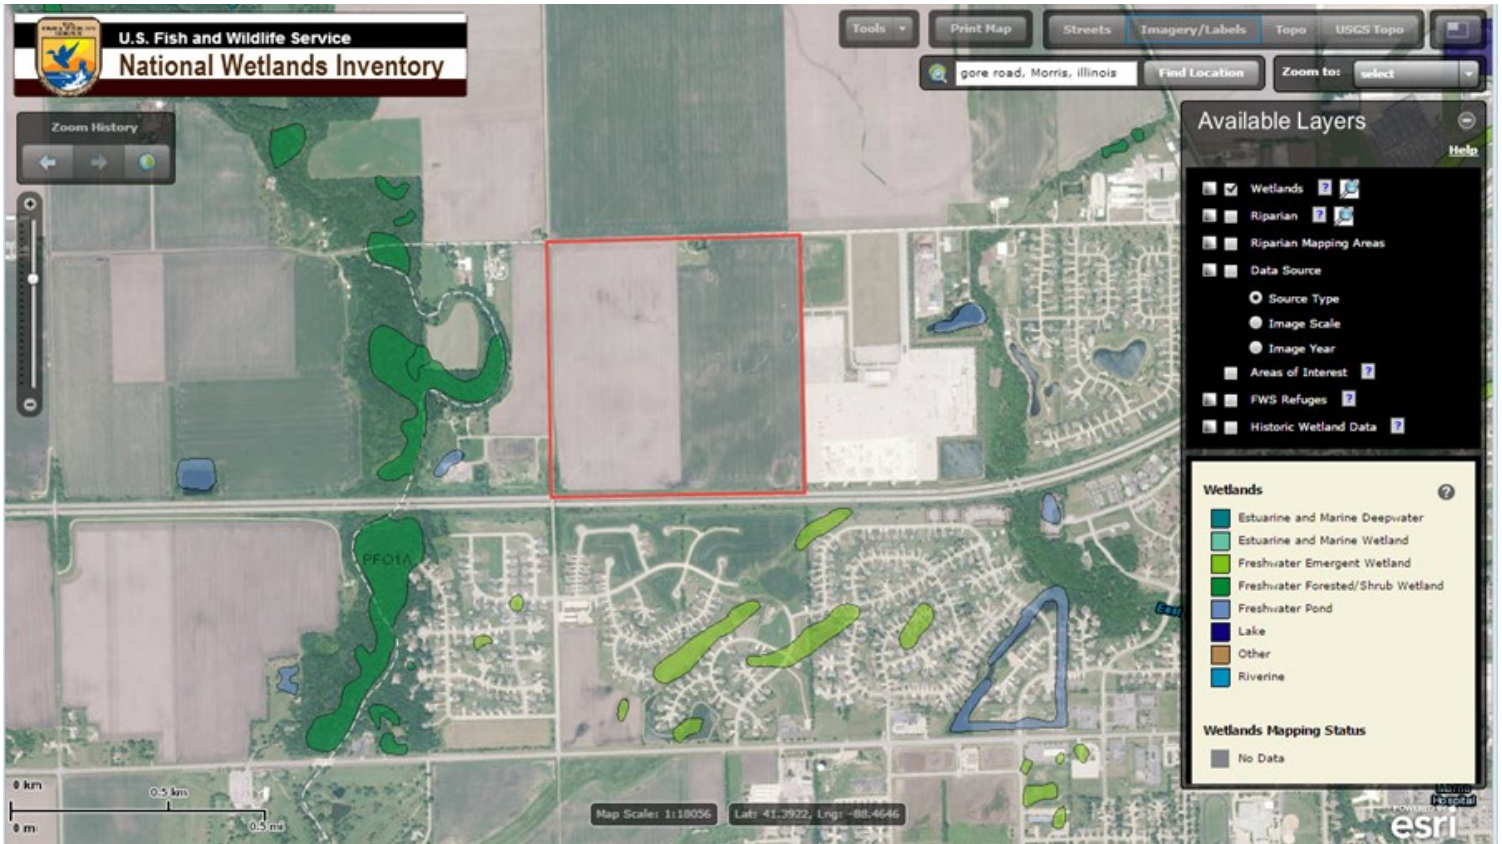 U.S. Fish and Wildlife Service
National Wetlands Inventory
Tools
Print Map
Streets
Imagery/Labels
Topo
USGS Topo
gore road, Morris, illinois
Find Location
Zoom to:
select
Zoom History
Available Layers
Help
Wetlands ?
Riparian ?
Riparian Mapping Areas
Data Source
Source Type
Image Scale
Image Year
Areas of Interest ?
FWS Refuges ?
Historic Wetland Data ?
Wetlands ?
Estuarine and Marine Deepwater
Estuarine and Marine Wetland
Freshwater Emergent Wetland
Freshwater Forested/Shrub Wetland
Freshwater Pond
Lake
Other
Riverine
Wetlands Mapping Status
No Data
PFO1A
0 km
0.5 km
0 mi
0.5 mi
Map Scale: 1:18056
Lat: 41.3922, Lng: -88.4646
Hospital
POWERED BY
esri